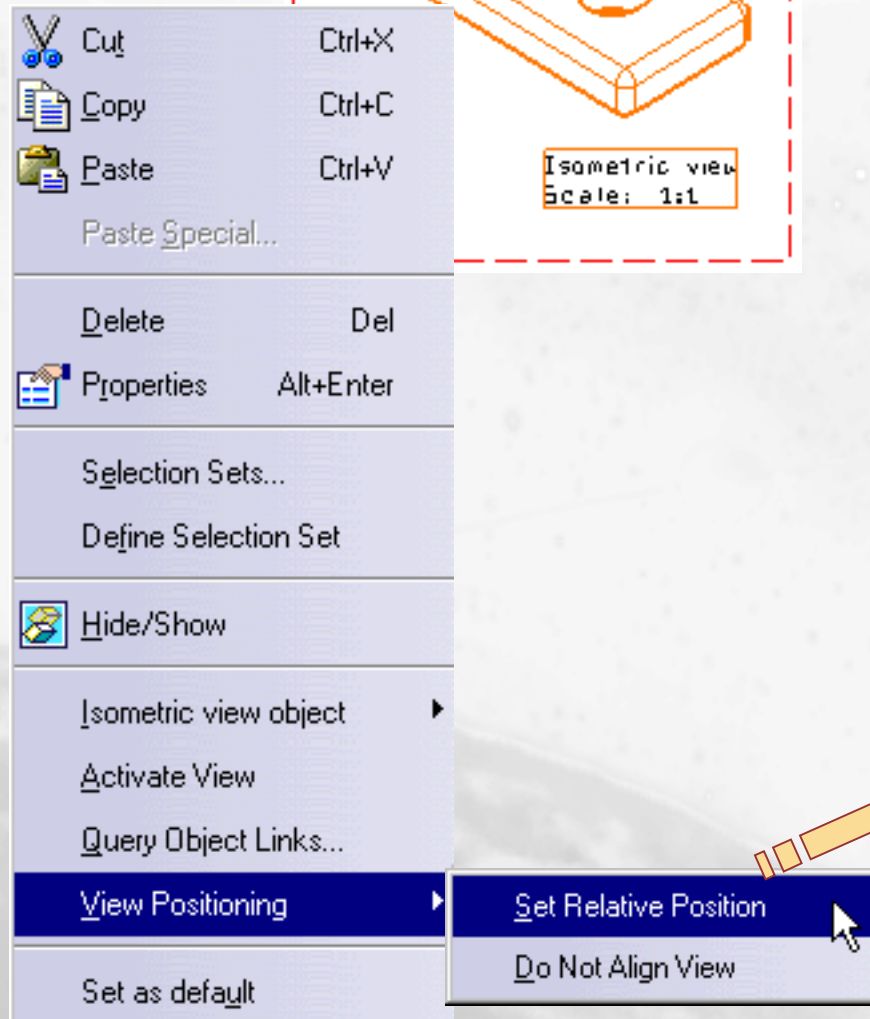 Cut Ctrl+X
Copy Ctrl+C
Paste Ctrl+V
Paste Special...
Delete Del
Properties Alt+Enter
Selection Sets...
Define Selection Set
Hide/Show
Isometric view object
Activate View
Query Object Links...
View Positioning
Set as default
Set Relative Position
Do Not Align View
Isometric view
Scale: 1:1